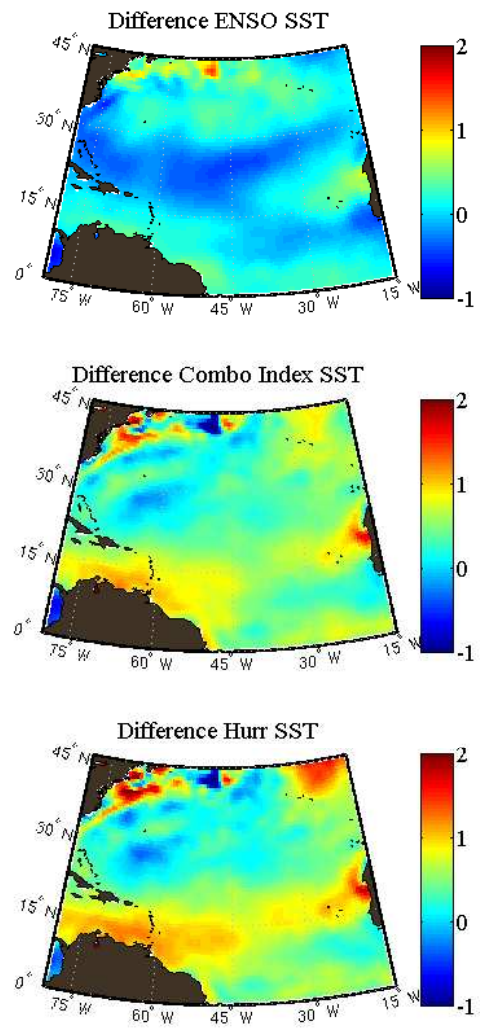 Difference ENSO SST
45° N
30° N
15° N
0°
75° W
60° W
45° W
30° W
15° W
2
1
0
-1
Difference Combo Index SST
45° N
30° N
15° N
0°
75° W
60° W
45° W
30° W
15° W
2
1
0
-1
Difference Hurr SST
45° N
30° N
15° N
0°
75° W
60° W
45° W
30° W
15° W
2
1
0
-1